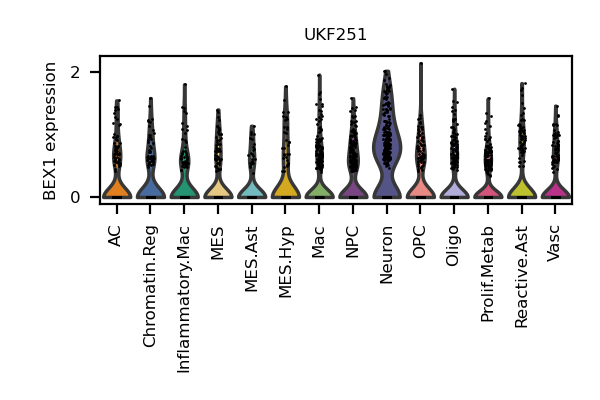 UKF251
BEX1 expression
2
0
AC
Chromatin.Reg
Inflammatory.Mac
MES
MES.Ast
MES.Hyp
Mac
NPC
Neuron
OPC
Oligo
Prolif.Metab
Reactive.Ast
Vasc